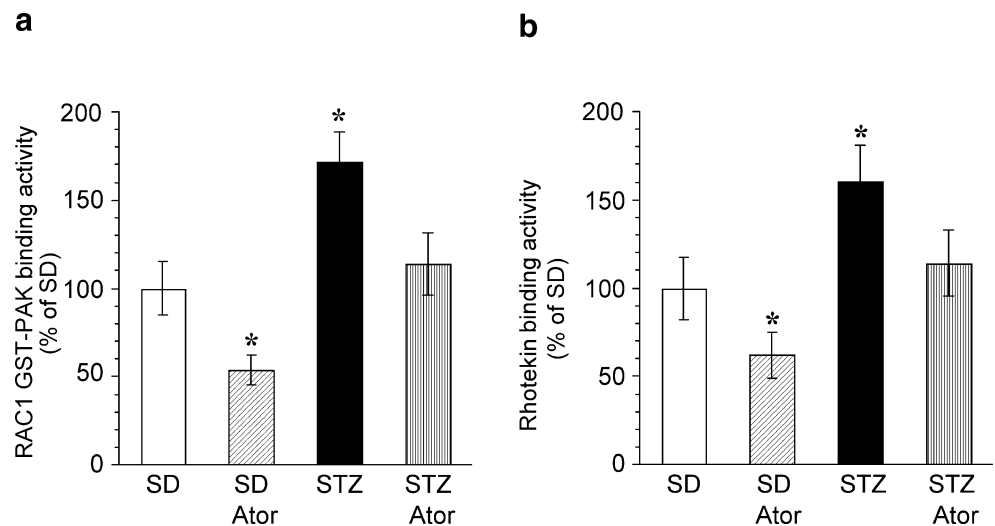 a
RAC1 GST-PAK binding activity
(% of SD)
200
150
100
50
0
*
*
SD
SD
Ator
STZ
STZ
Ator
b
Rhotekin binding activity
(% of SD)
200
150
100
50
0
*
*
SD
SD
Ator
STZ
STZ
Ator